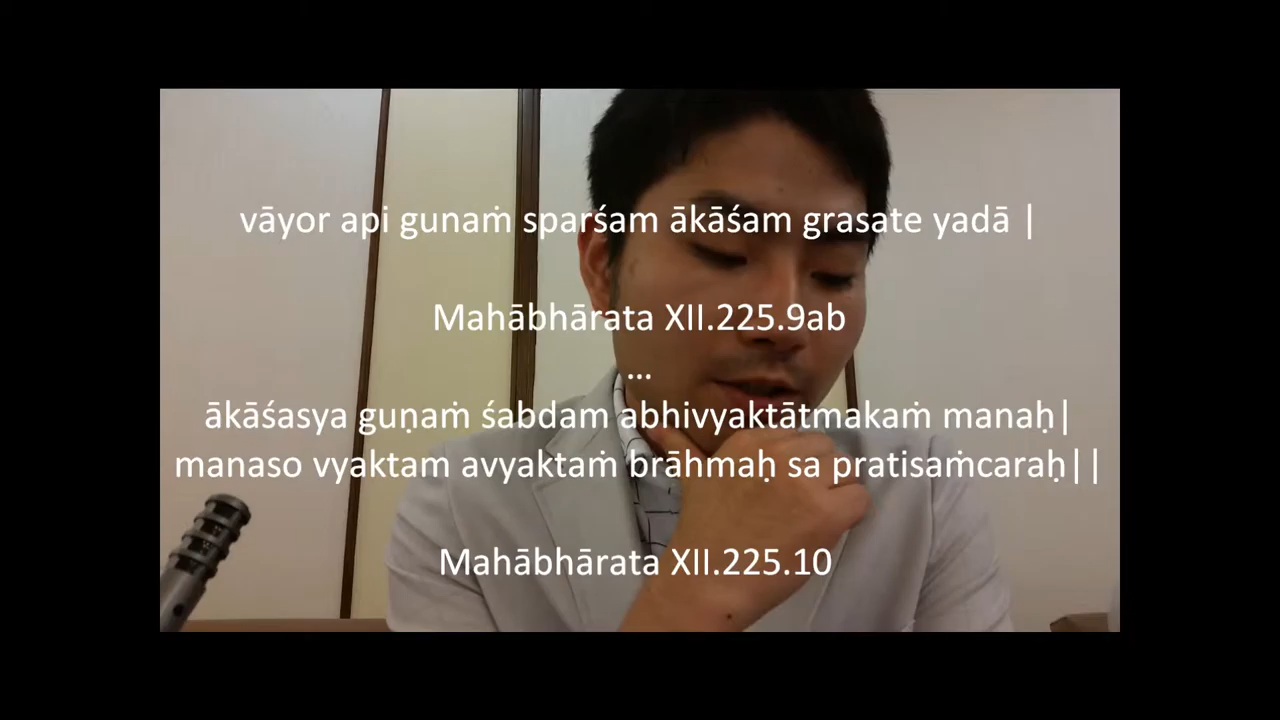 vāyor api gunaṁ sparśam ākāśam grasate yadā |
Mahābhārata XII.225.9ab
...
ākāśasya guṇaṁ śabdam abhivyaktātmakaṁ manaḥ|
manaso vyaktam avyaktaṁ brāhmaḥ sa pratisaṁcaraḥ||
Mahābhārata XII.225.10